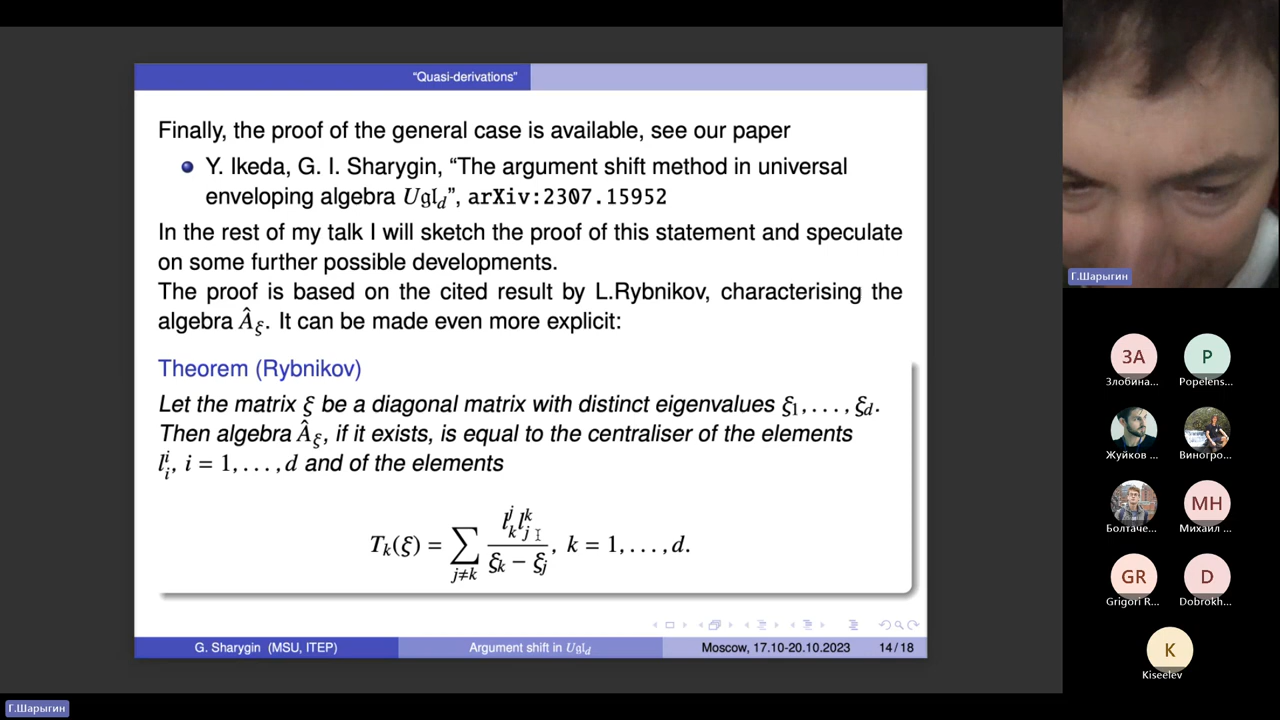 "Quasi-derivations"
Finally, the proof of the general case is available, see our paper
Y. Ikeda, G. I. Sharygin, "The argument shift method in universal
enveloping algebra U𝔤𝔩_d", arXiv:2307.15952
In the rest of my talk I will sketch the proof of this statement and speculate
on some further possible developments.
The proof is based on the cited result by L.Rybnikov, characterising the
algebra Â_ξ. It can be made even more explicit:
Theorem (Rybnikov)
Let the matrix ξ be a diagonal matrix with distinct eigenvalues ξ_1, . . . , ξ_d.
Then algebra Â_ξ, if it exists, is equal to the centraliser of the elements
l_i^i, i = 1, . . . , d and of the elements
T_k(ξ) = ∑_{j≠k} \frac{l_k^j l_j^k}{ξ_k − ξ_j}, k = 1, . . . , d.
G. Sharygin (MSU, ITEP) Argument shift in U𝔤𝔩_d Moscow, 17.10-20.10.2023 14 / 18
Г.Шарыгин
ЗА P
Злобина... Popelens...
Жуйков ... Виногро...
МН
Болтаче... Михаил ...
GR D
Grigori R... Dobrokh...
K
Kiseelev
Г.Шарыгин